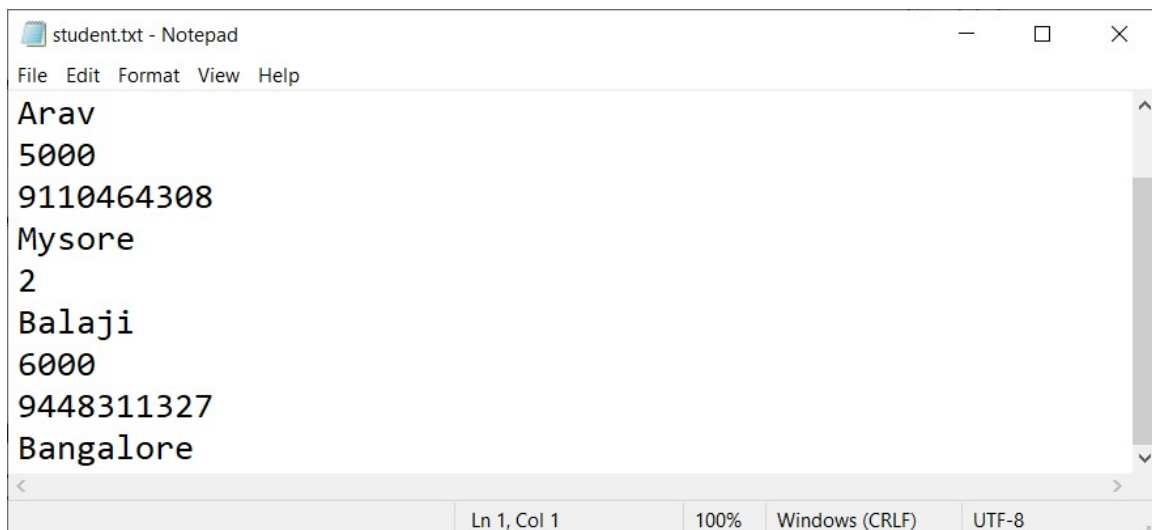 student.txt - Notepad
File Edit Format View Help
Arav
5000
9110464308
Mysore
2
Balaji
6000
9448311327
Bangalore
Ln 1, Col 1 100% Windows (CRLF) UTF-8